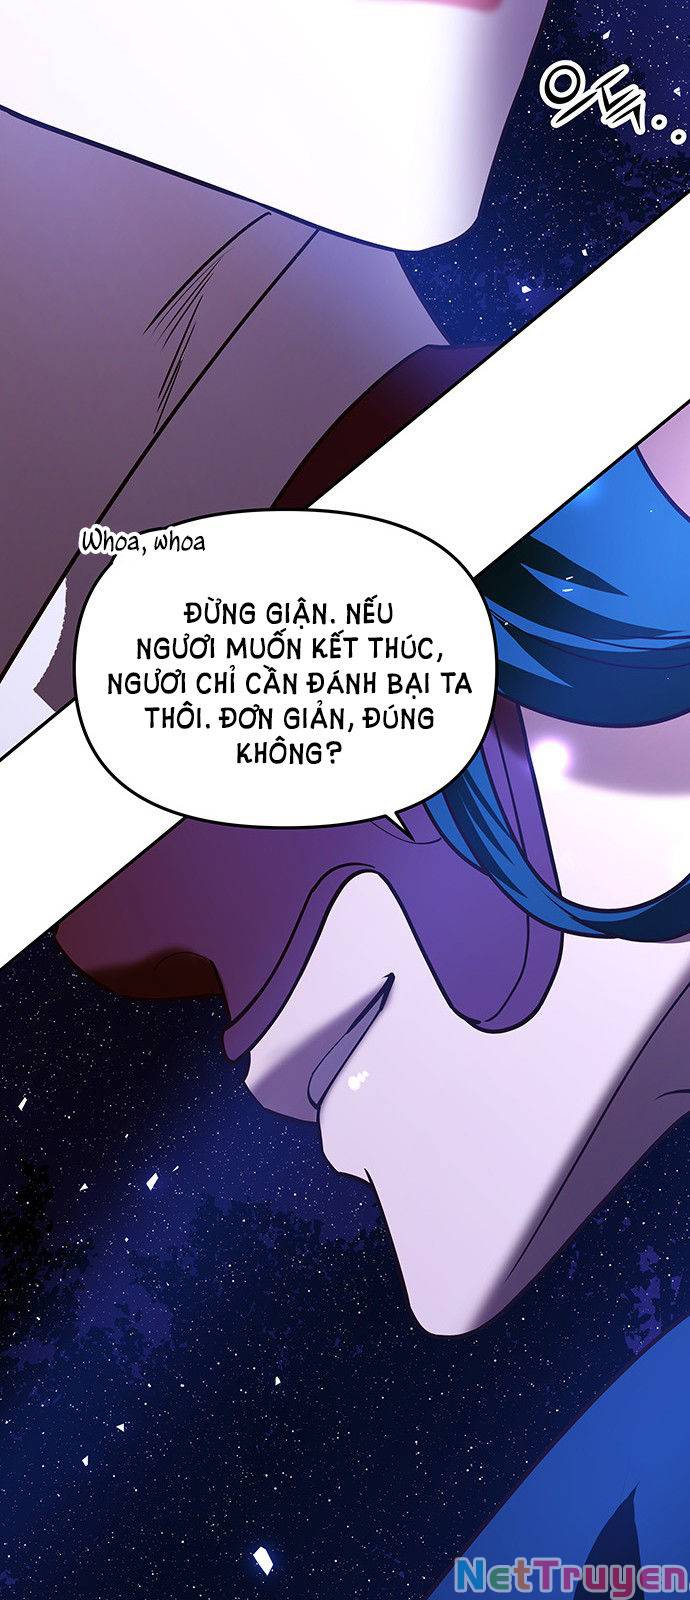 으득..
Whoa, whoa
ĐỪNG GIẬN. NẾU
NGƯƠI MUỐN KẾT THÚC,
NGƯƠI CHỈ CẦN ĐÁNH BẠI TA
THÔI. ĐƠN GIẢN, ĐÚNG
KHÔNG?
NetTruyen